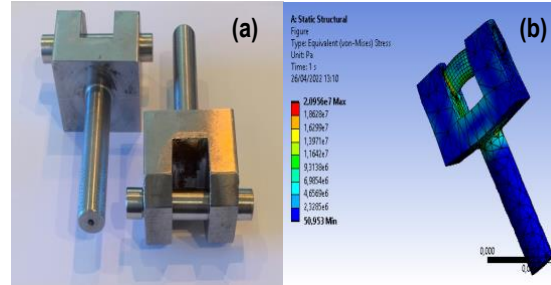 (a)
(b)
A: Static Structural
Figure
Type: Equivalent (von-Mises) Stress
Unit: Pa
Time: 1 s
26/04/2022 13:10
2,0956e7 Max
1,8628e7
1,6299e7
1,3971e7
1,1642e7
9,3138e6
6,9854e6
4,6569e6
2,3285e6
50,953 Min
0,000